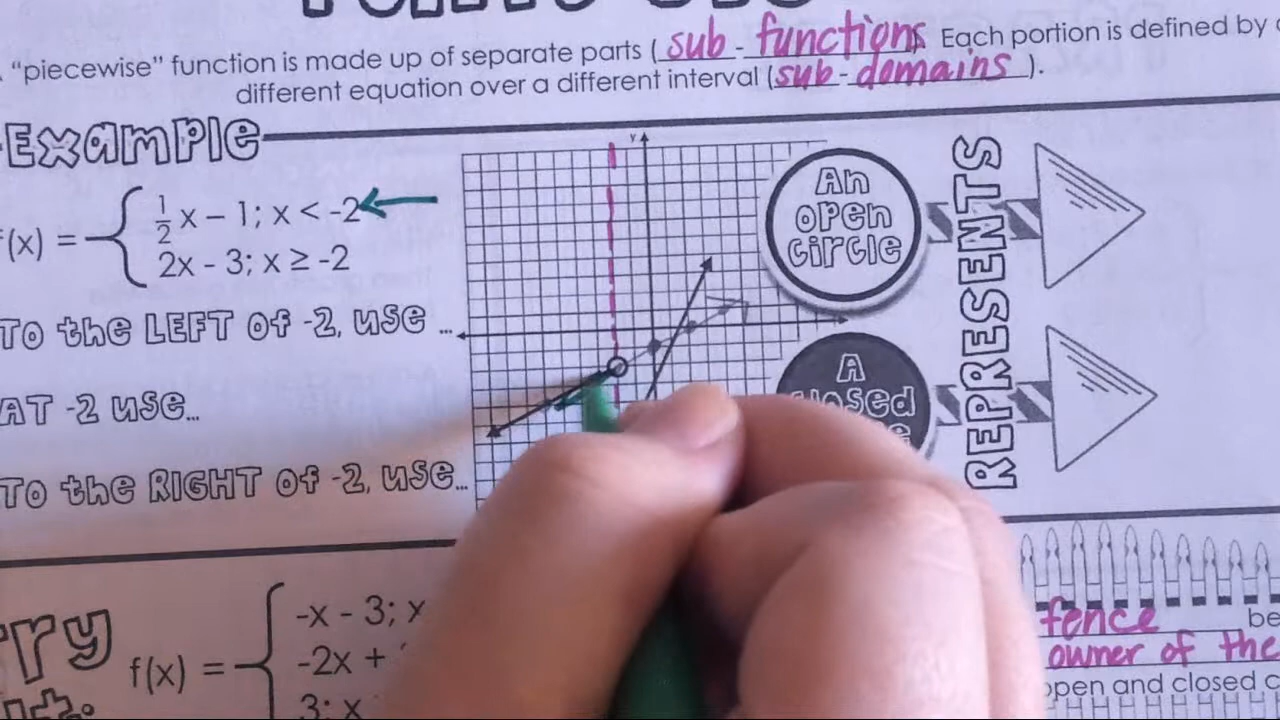 "piecewise" function is made up of separate parts (sub - functions). Each portion is defined by
different equation over a different interval (sub - domains).
Example
y
f(x) =
1/2 x – 1; x < -2
2x - 3; x ≥ -2
An
open
circle
REPRESENTS
TO the LEFT OF -2, use ...
A
closed
AT -2 use...
TO the RIGHT OF -2, use...
f(x) =
-x - 3; x
-2x +
3; x
fence be
owner of the
open and closed c